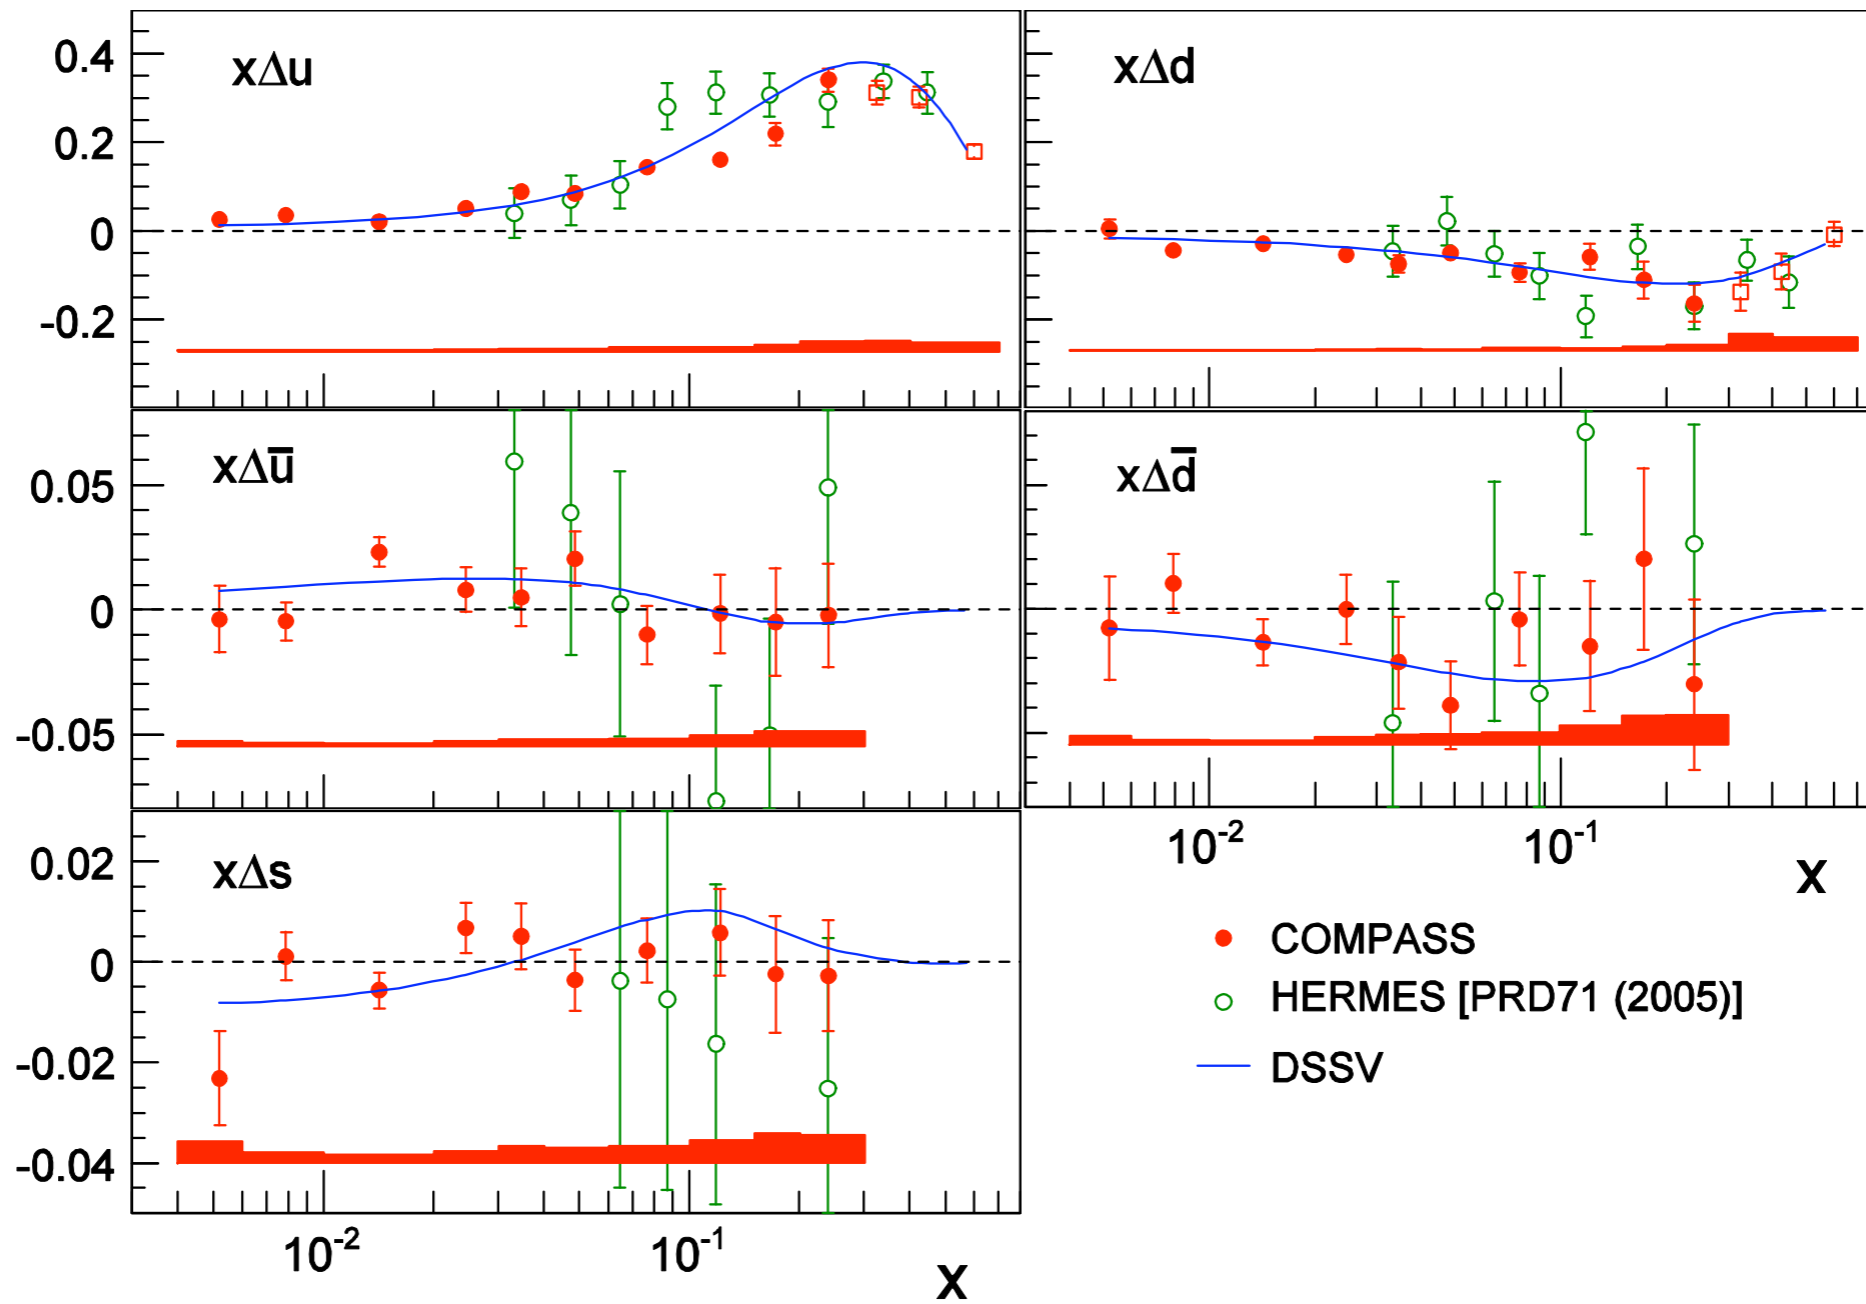 xΔu
0.4
0.2
0
-0.2
xΔd
xΔu̅
0.05
0
-0.05
xΔd̅
10⁻² 10⁻¹
x
xΔs
0.02
0
-0.02
-0.04
10⁻² 10⁻¹
x
COMPASS
HERMES [PRD71 (2005)]
DSSV